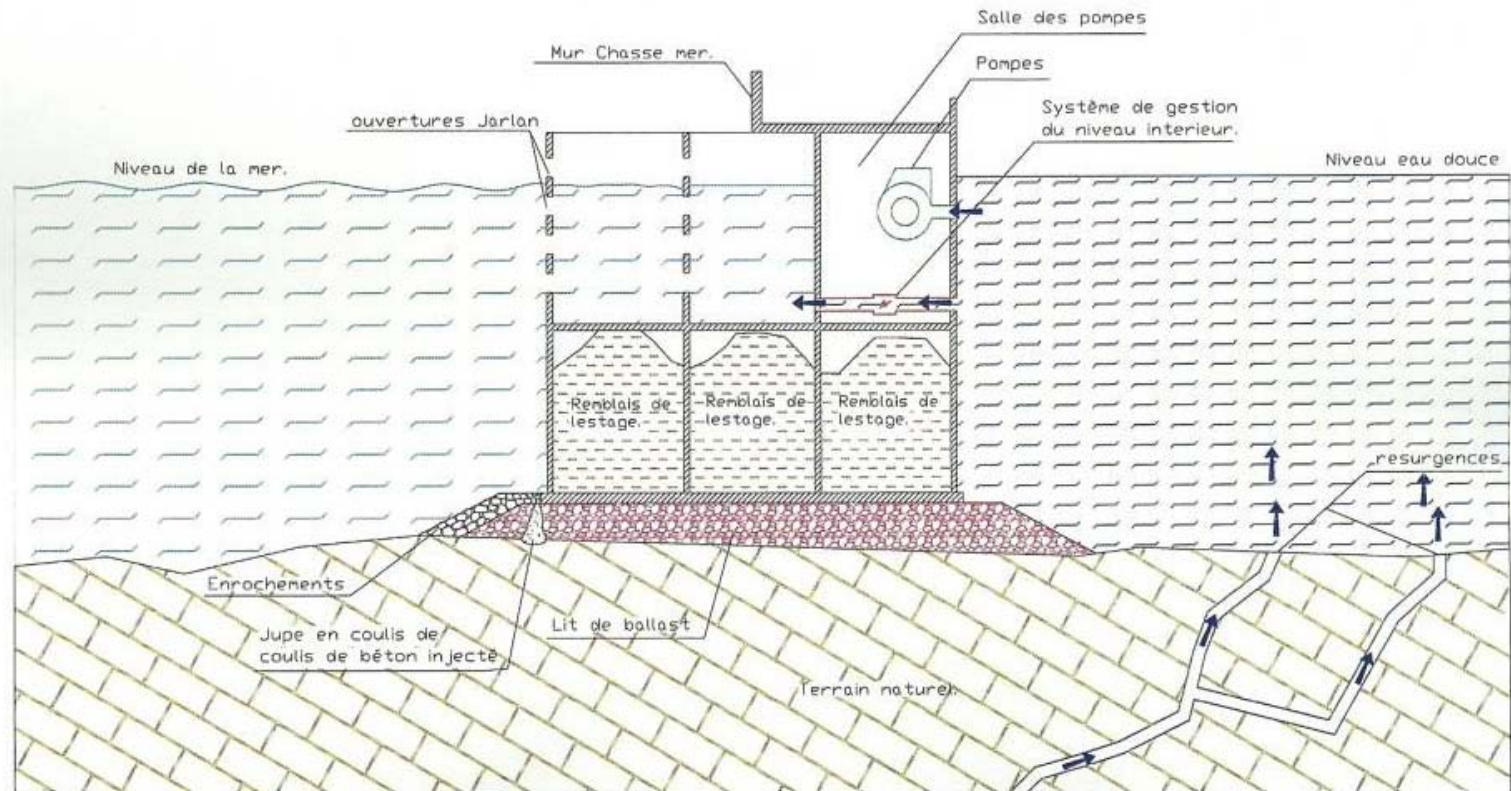 Salle des pompes
Mur Chasse mer.
Pompes
Système de gestion
du niveau interieur.
ouvertures Jarlan
Niveau de la mer.
Niveau eau douce
Remblais de
lestage.
Remblais de
lestage.
Remblais de
lestage.
resurgences
Enrochements
Jupe en coulis de
coulis de béton injecté
Lit de ballast
Terrain naturel.